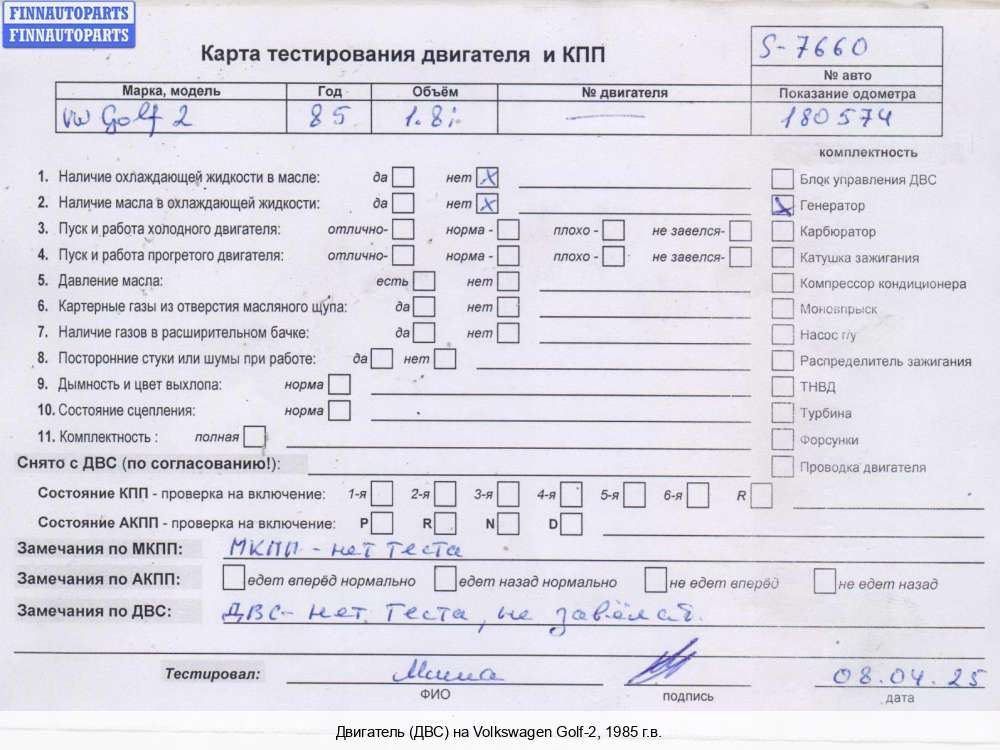 FINNAUTOPARTS
FINNAUTOPARTS
Карта тестирования двигателя и КПП
S-7660
№ авто
Марка, модель Год Объём № двигателя Показание одометра
VW Golf 2 85 1.8i 180574
комплектность
1. Наличие охлаждающей жидкости в масле: да нет X
Блок управления ДВС
2. Наличие масла в охлаждающей жидкости: да нет X
Генератор
3. Пуск и работа холодного двигателя: отлично- норма - плохо - не завелся-
Карбюратор
4. Пуск и работа прогретого двигателя: отлично- норма - плохо - не завелся-
Катушка зажигания
5. Давление масла: есть нет
Компрессор кондиционера
6. Картерные газы из отверстия масляного щупа: да нет
Моновпрыск
7. Наличие газов в расширительном бачке: да нет
Насос г/у
8. Посторонние стуки или шумы при работе: да нет
Распределитель зажигания
9. Дымность и цвет выхлопа: норма
ТНВД
10. Состояние сцепления: норма
Турбина
11. Комплектность : полная
Форсунки
Снято с ДВС (по согласованию!):
Проводка двигателя
Состояние КПП - проверка на включение: 1-я 2-я 3-я 4-я 5-я 6-я R
Состояние АКПП - проверка на включение: P R N D
Замечания по МКПП: МКПП - нет теста
Замечания по АКПП: едет вперёд нормально едет назад нормально не едет вперёд не едет назад
Замечания по ДВС: ДВС- нет теста, не завёлся.
Тестировал: Миша 08.04.25
ФИО подпись дата
Двигатель (ДВС) на Volkswagen Golf-2, 1985 г.в.